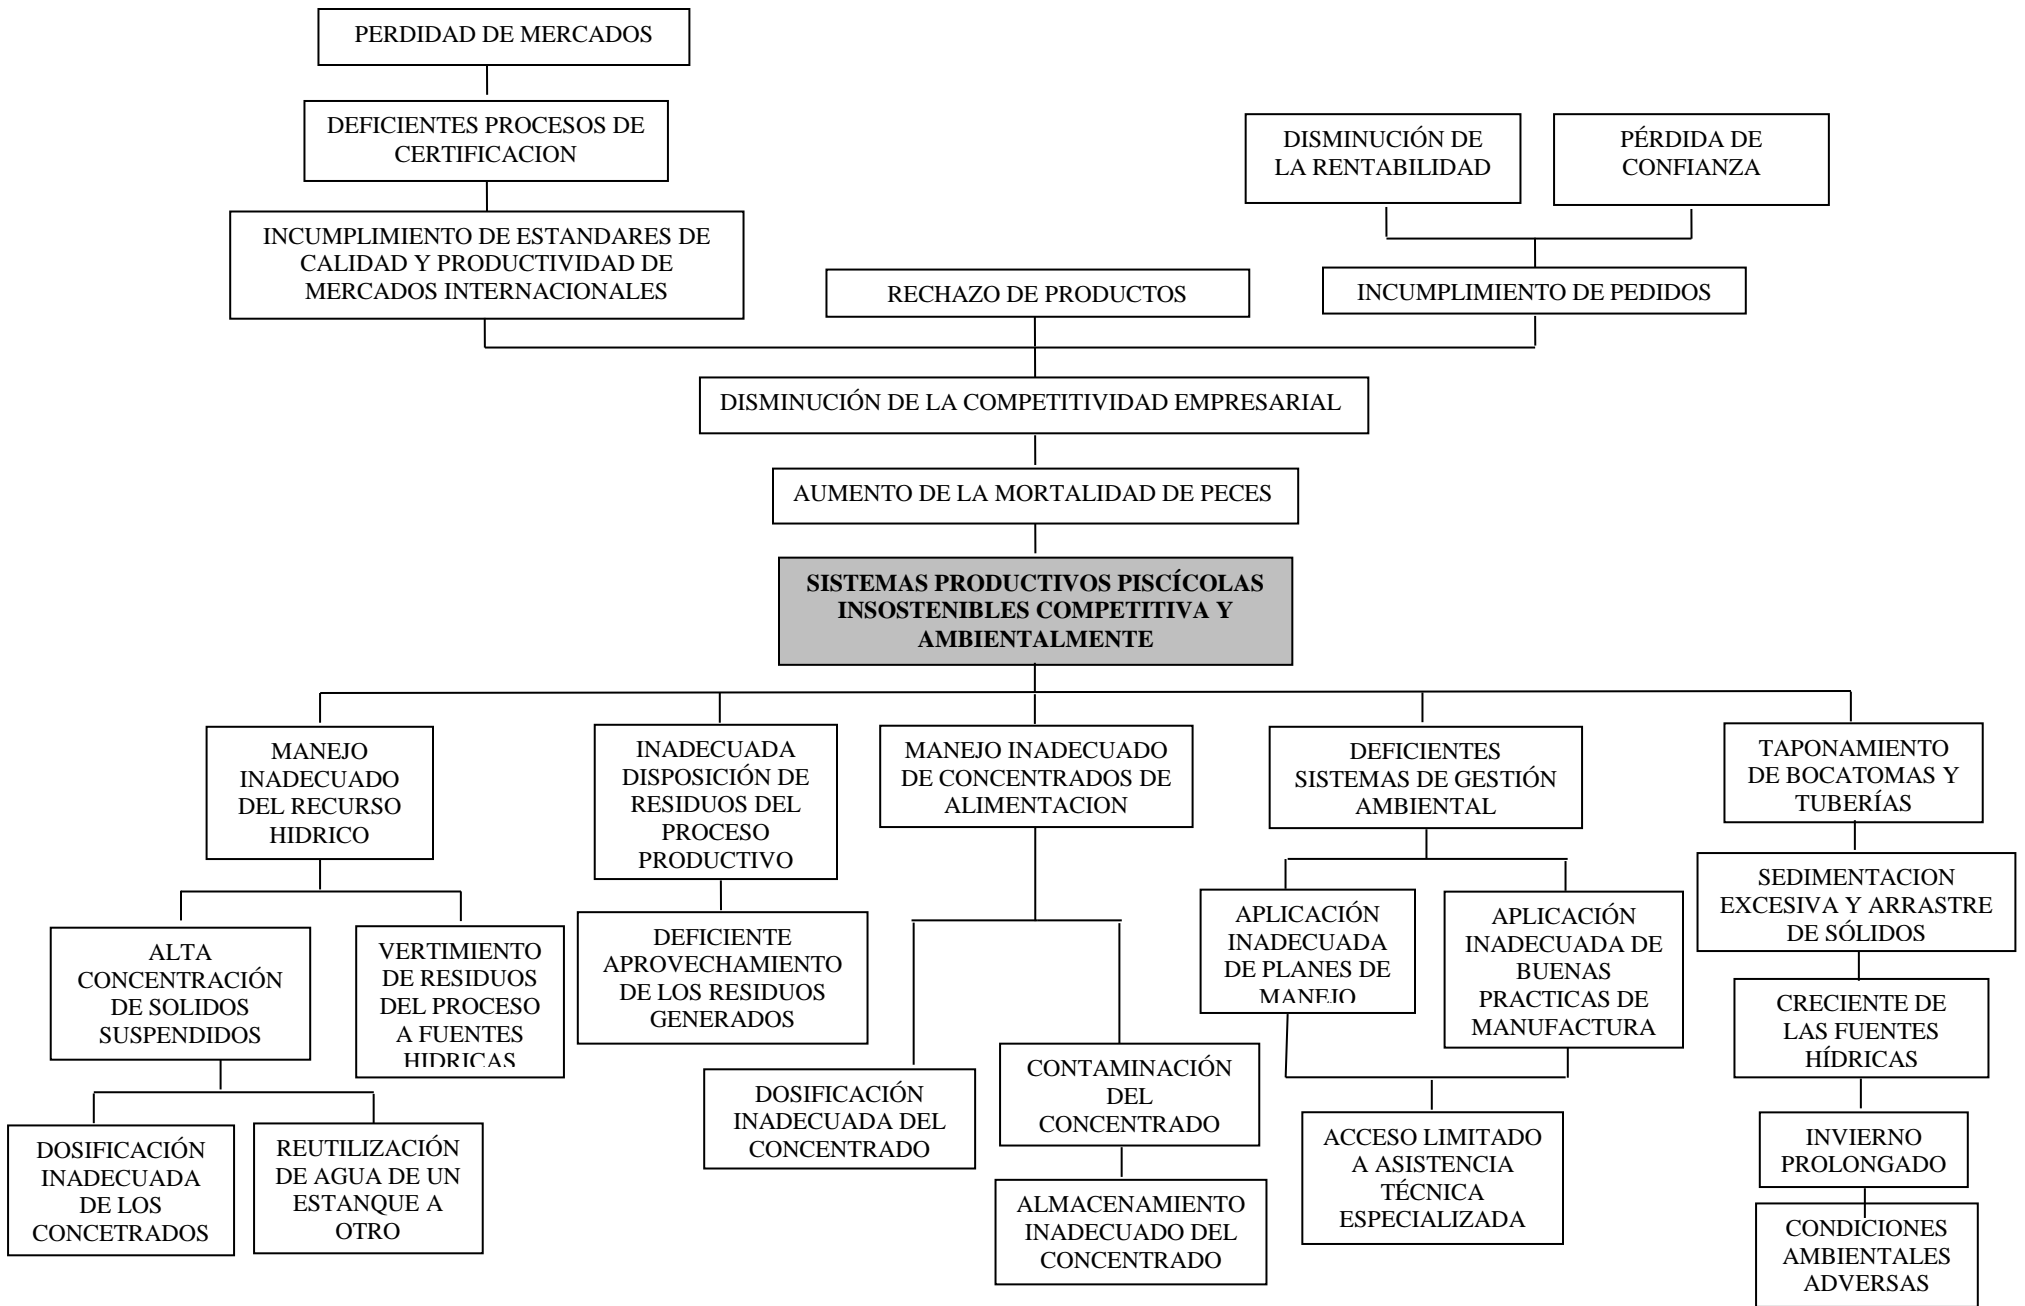 PERDIDAD DE MERCADOS
DEFICIENTES PROCESOS DE
CERTIFICACION
DISMINUCIÓN DE
LA RENTABILIDAD
PÉRDIDA DE
CONFIANZA
INCUMPLIMIENTO DE ESTANDARES DE
CALIDAD Y PRODUCTIVIDAD DE
MERCADOS INTERNACIONALES
RECHAZO DE PRODUCTOS
INCUMPLIMIENTO DE PEDIDOS
DISMINUCIÓN DE LA COMPETITIVIDAD EMPRESARIAL
AUMENTO DE LA MORTALIDAD DE PECES
SISTEMAS PRODUCTIVOS PISCÍCOLAS
INSOSTENIBLES COMPETITIVA Y
AMBIENTALMENTE
MANEJO
INADECUADO
DEL RECURSO
HIDRICO
INADECUADA
DISPOSICIÓN DE
RESIDUOS DEL
PROCESO
PRODUCTIVO
MANEJO INADECUADO
DE CONCENTRADOS DE
ALIMENTACION
DEFICIENTES
SISTEMAS DE GESTIÓN
AMBIENTAL
TAPONAMIENTO
DE BOCATOMAS Y
TUBERÍAS
ALTA
CONCENTRACIÓN
DE SOLIDOS
SUSPENDIDOS
VERTIMIENTO
DE RESIDUOS
DEL PROCESO
A FUENTES
HIDRICAS
DEFICIENTE
APROVECHAMIENTO
DE LOS RESIDUOS
GENERADOS
APLICACIÓN
INADECUADA
DE PLANES DE
MANEJO
APLICACIÓN
INADECUADA DE
BUENAS
PRACTICAS DE
MANUFACTURA
SEDIMENTACION
EXCESIVA Y ARRASTRE
DE SÓLIDOS
CRECIENTE DE
LAS FUENTES
HÍDRICAS
DOSIFICACIÓN
INADECUADA
DE LOS
CONCETRADOS
REUTILIZACIÓN
DE AGUA DE UN
ESTANQUE A
OTRO
DOSIFICACIÓN
INADECUADA DEL
CONCENTRADO
CONTAMINACIÓN
DEL
CONCENTRADO
ALMACENAMIENTO
INADECUADO DEL
CONCENTRADO
ACCESO LIMITADO
A ASISTENCIA
TÉCNICA
ESPECIALIZADA
INVIERNO
PROLONGADO
CONDICIONES
AMBIENTALES
ADVERSAS